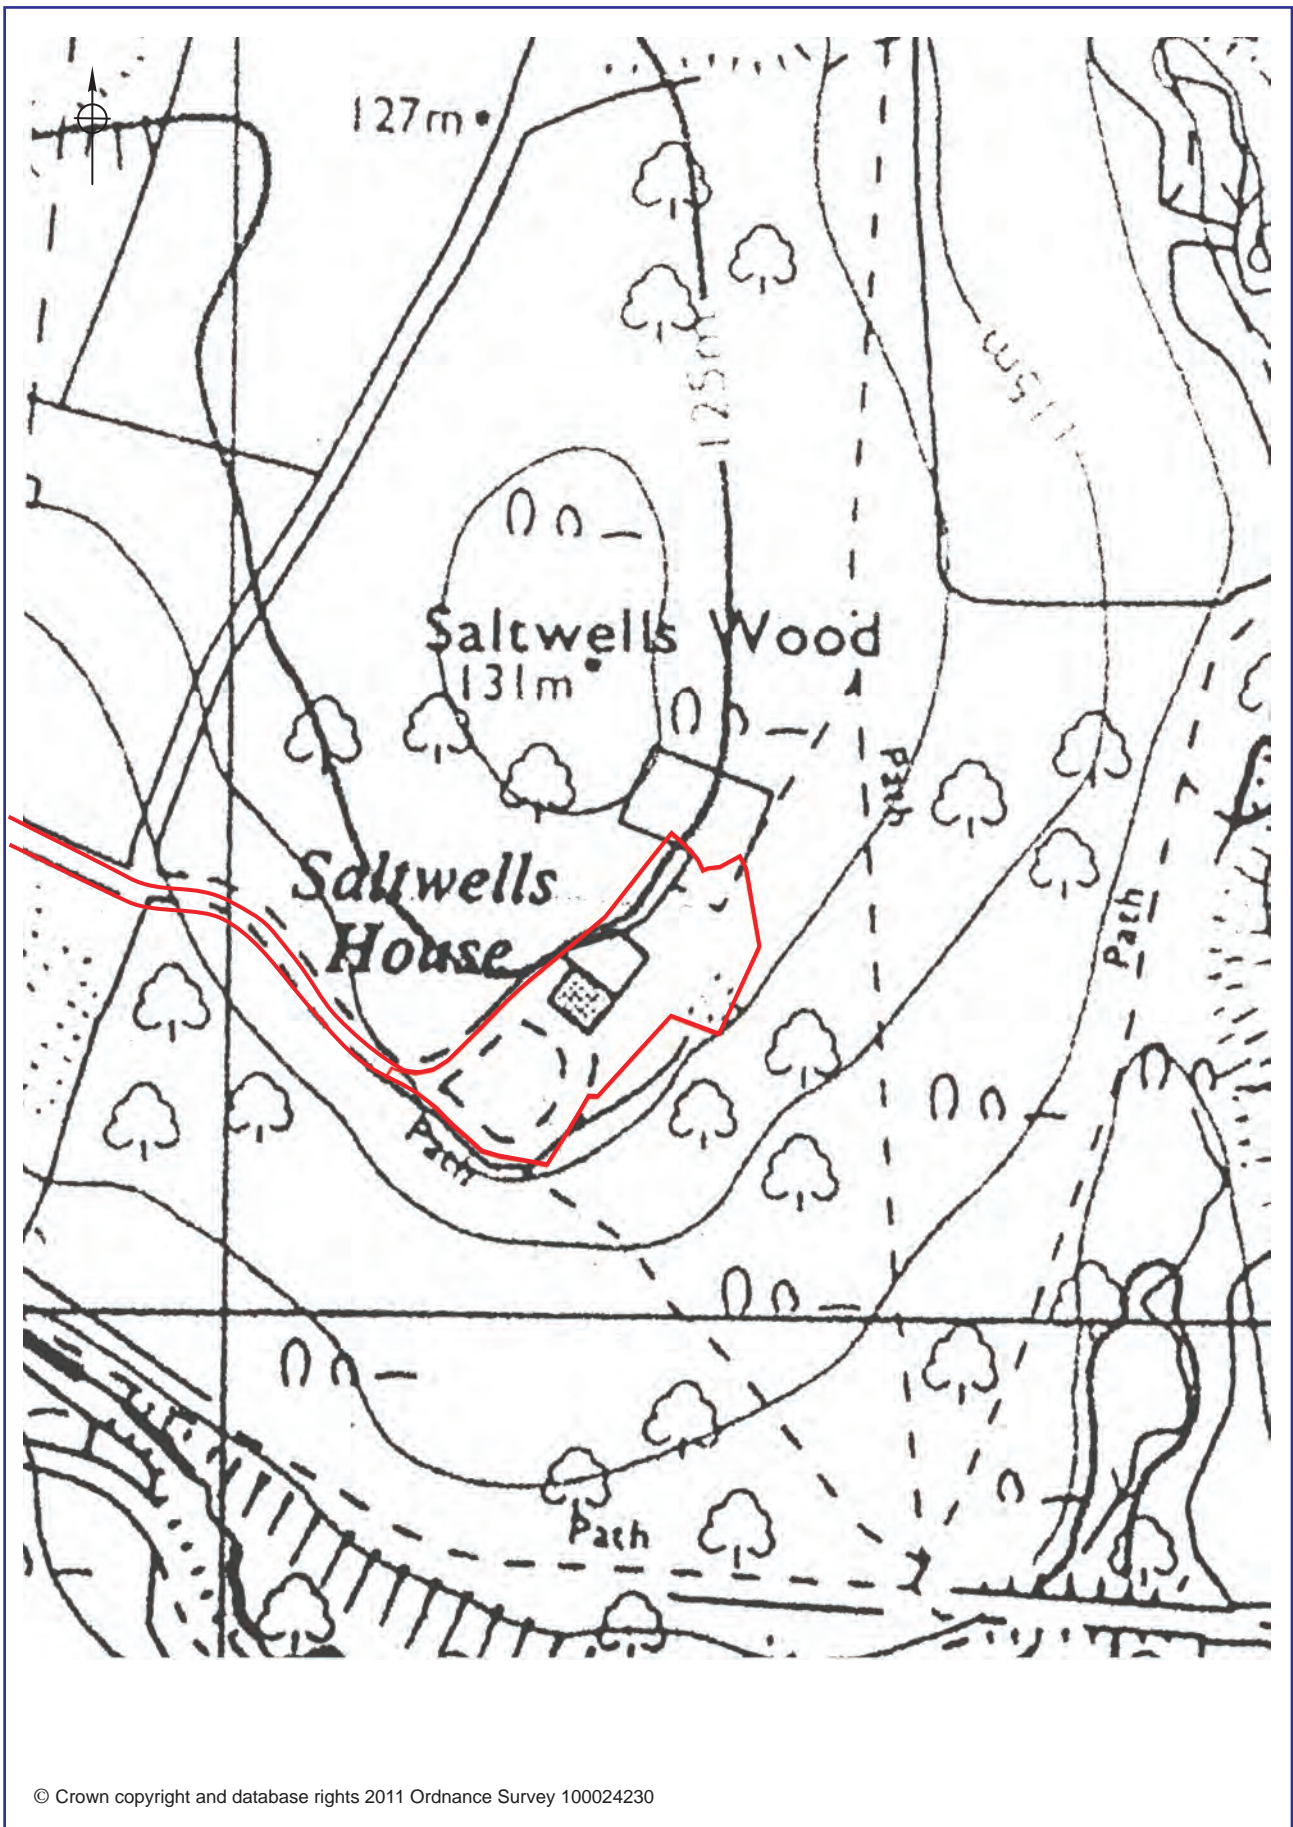 127m
125m
115m
Saltwells Wood
131m
Path
Saltwells
House
Path
Path
Path
© Crown copyright and database rights 2011 Ordnance Survey 100024230